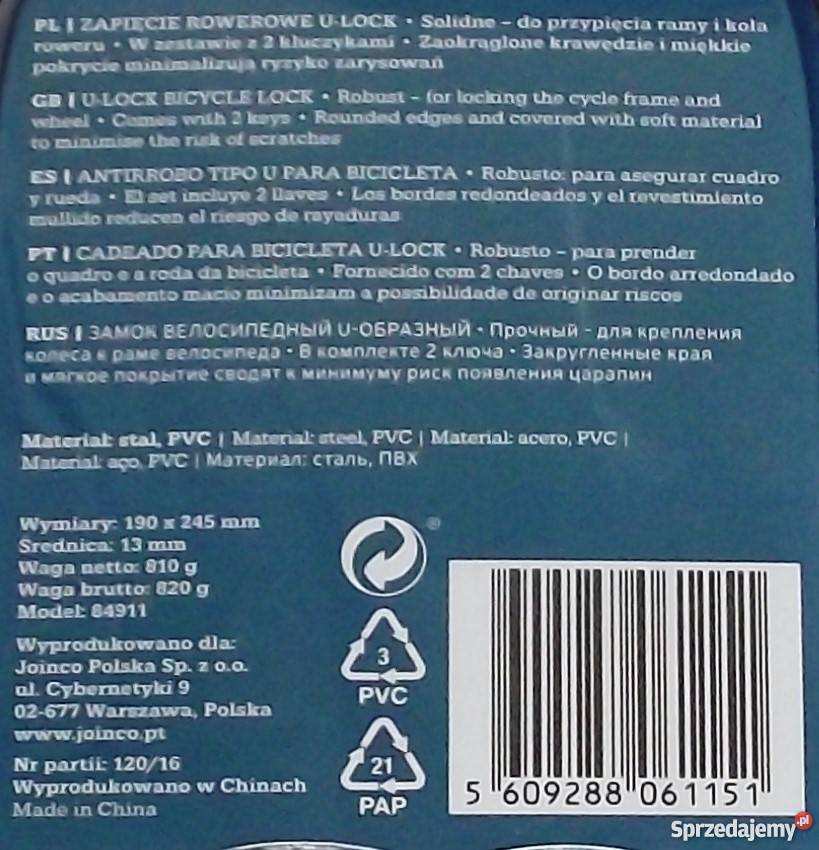 PL | ZAPIĘCIE ROWEROWE U-LOCK • Solidne – do przypięcia ramy i koła
roweru • W zestawie z 2 kluczykami • Zaokrąglone krawędzie i miękkie
pokrycie minimalizują ryzyko zarysowań
GB | U-LOCK BICYCLE LOCK • Robust – for locking the cycle frame and
wheel • Comes with 2 keys • Rounded edges and covered with soft material
to minimise the risk of scratches
ES | ANTIRROBO TIPO U PARA BICICLETA • Robusto: para asegurar cuadro
y rueda • El set incluye 2 llaves • Los bordes redondeados y el revestimiento
mullido reducen el riesgo de rayaduras
PT | CADEADO PARA BICICLETA U-LOCK • Robusto – para prender
o quadro e a roda da bicicleta • Fornecido com 2 chaves • O bordo arredondado
e o acabamento macio minimizam a possibilidade de originar riscos
RUS | ЗАМОК ВЕЛОСИПЕДНЫЙ U-ОБРАЗНЫЙ • Прочный - для крепления
колеса к раме велосипеда • В комплекте 2 ключа • Закругленные края
и мягкое покрытие сводят к минимуму риск появления царапин
Materiał: stal, PVC | Material: steel, PVC | Material: acero, PVC |
Material: aço, PVC | Материал: сталь, ПВХ
Wymiary: 190 x 245 mm
Średnica: 13 mm
Waga netto: 810 g
Waga brutto: 820 g
Model: 84911
Wyprodukowano dla:
Joinco Polska Sp. z o.o.
ul. Cybernetyki 9
02-677 Warszawa, Polska
www.joinco.pt
Nr partii: 120/16
Wyprodukowano w Chinach
Made in China
®
3
PVC
21
PAP
5 609288 061151
Sprzedajemy.pl